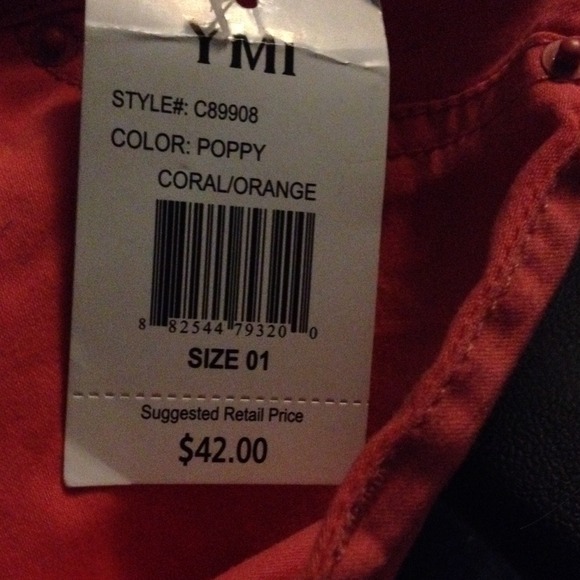 YMI
STYLE#: C89908
COLOR: POPPY
CORAL/ORANGE
8 82544 79320 0
SIZE 01
Suggested Retail Price
$42.00